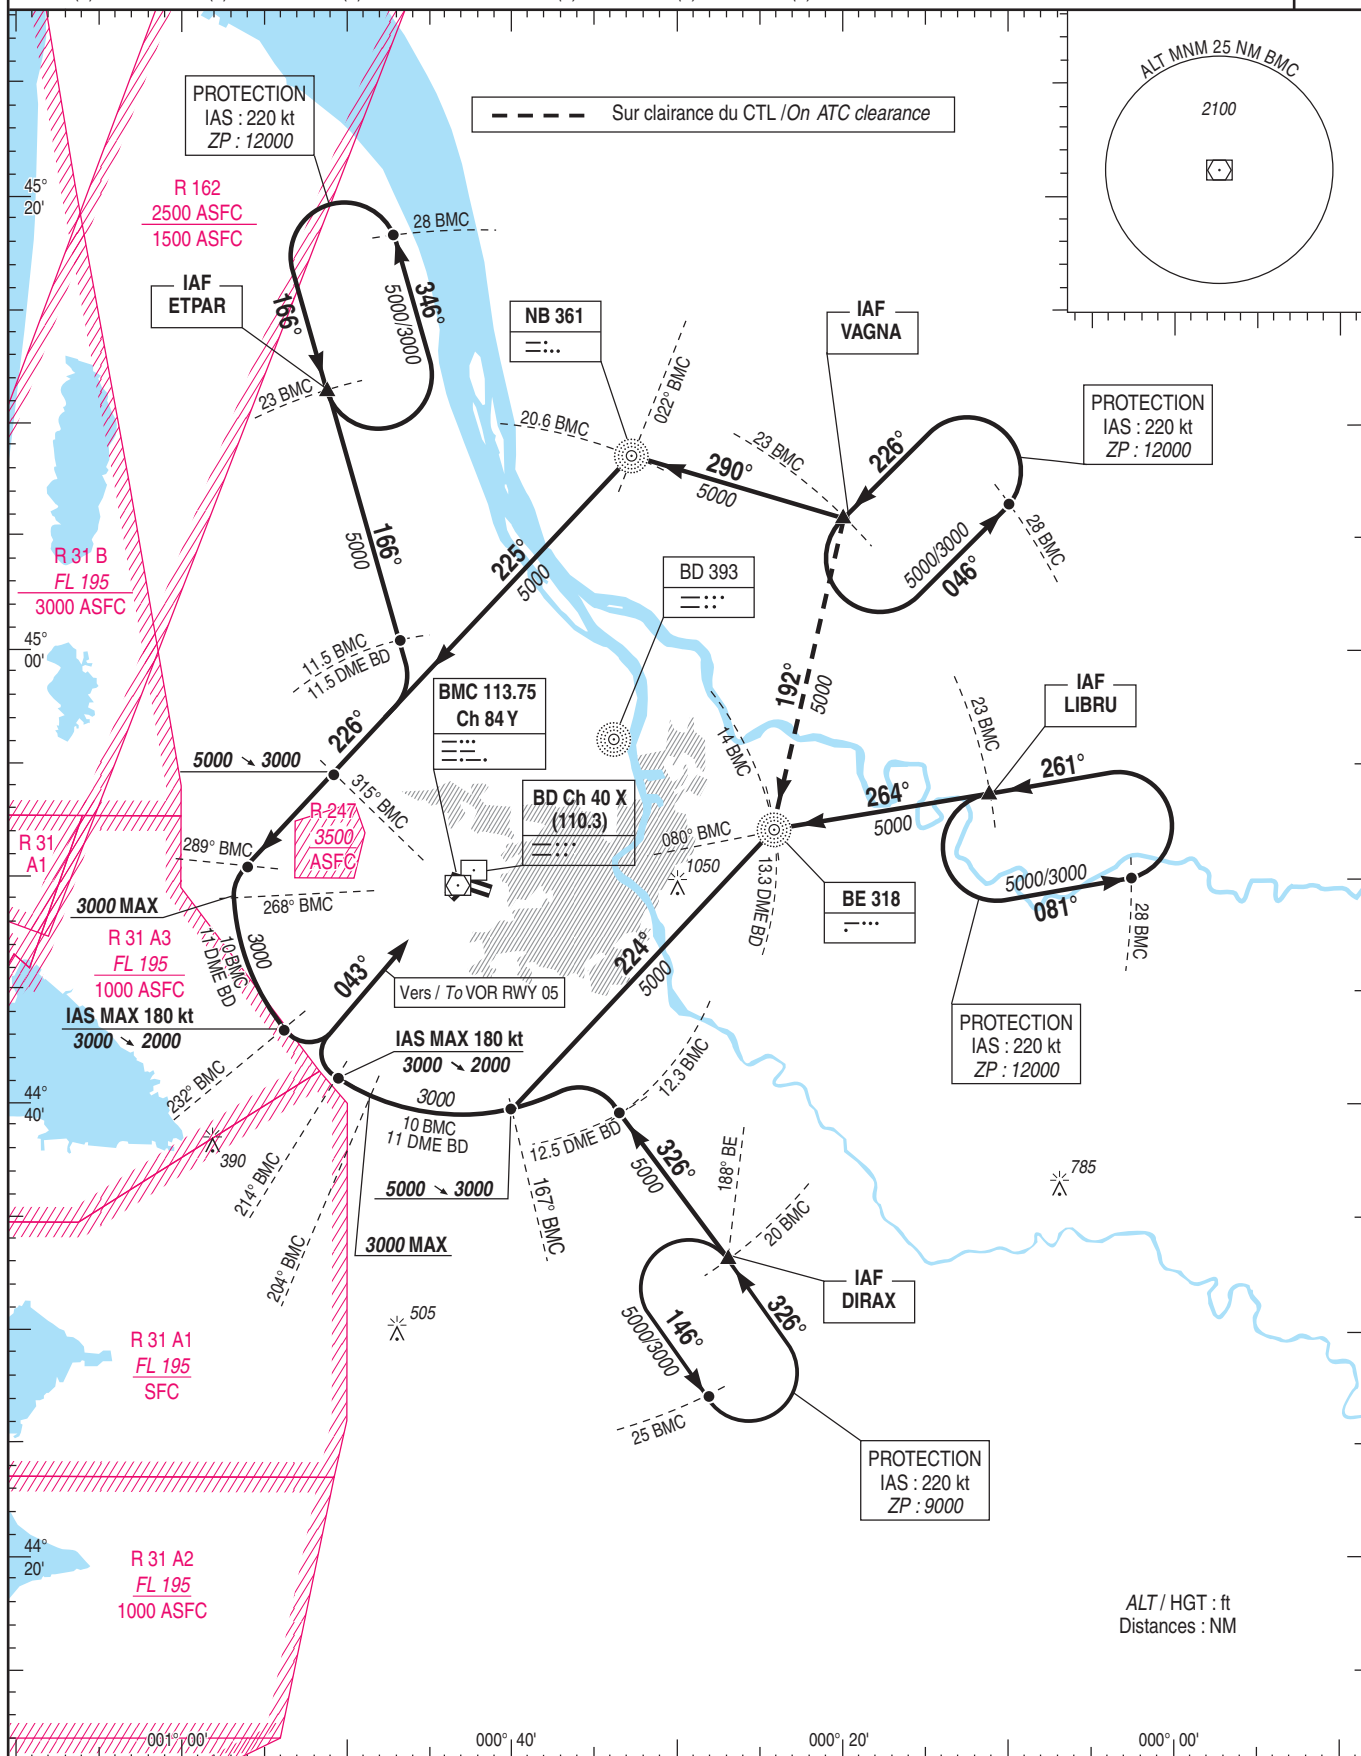 PROTECTION
IAS : 220 kt
ZP : 12000
Sur clairance du CTL / On ATC clearance
ALT MNM 25 NM BMC
2100
45°
20'
R 162
2500 ASFC
1500 ASFC
28 BMC
IAF
ETPAR
166°
346°
5000/3000
23 BMC
NB 361
022° BMC
20.6 BMC
IAF
VAGNA
290°
5000
23 BMC
226°
PROTECTION
IAS : 220 kt
ZP : 12000
5000/3000
046°
28 BMC
166°
5000
225°
5000
R 31 B
FL 195
3000 ASFC
BD 393
45°
00'
11.5 BMC
11.5 DME BD
BMC 113.75
Ch 84 Y
192°
5000
14 BMC
IAF
LIBRU
23 BMC
261°
226°
5000 ↘ 3000
315° BMC
BD Ch 40 X
(110.3)
264°
5000
R 247
3500
ASFC
R 31
A1
289° BMC
080° BMC
1050
13.3 DME BD
BE 318
5000/3000
081°
28 BMC
3000 MAX
268° BMC
R 31 A3
FL 195
1000 ASFC
3000
10 BMC
11 DME BD
043°
Vers / To VOR RWY 05
224°
5000
IAS MAX 180 kt
3000 ↘ 2000
IAS MAX 180 kt
3000 ↘ 2000
PROTECTION
IAS : 220 kt
ZP : 12000
232° BMC
44°
40'
3000
10 BMC
11 DME BD
12.3 BMC
12.5 DME BD
390
214° BMC
5000 ↘ 3000
167° BMC
326°
5000
188° BE
20 BMC
785
204° BMC
3000 MAX
IAF
DIRAX
505
146°
5000/3000
326°
R 31 A1
FL 195
SFC
25 BMC
PROTECTION
IAS : 220 kt
ZP : 9000
44°
20'
R 31 A2
FL 195
1000 ASFC
ALT / HGT : ft
Distances : NM
001° 00'
000° 40'
000° 20'
000° 00'